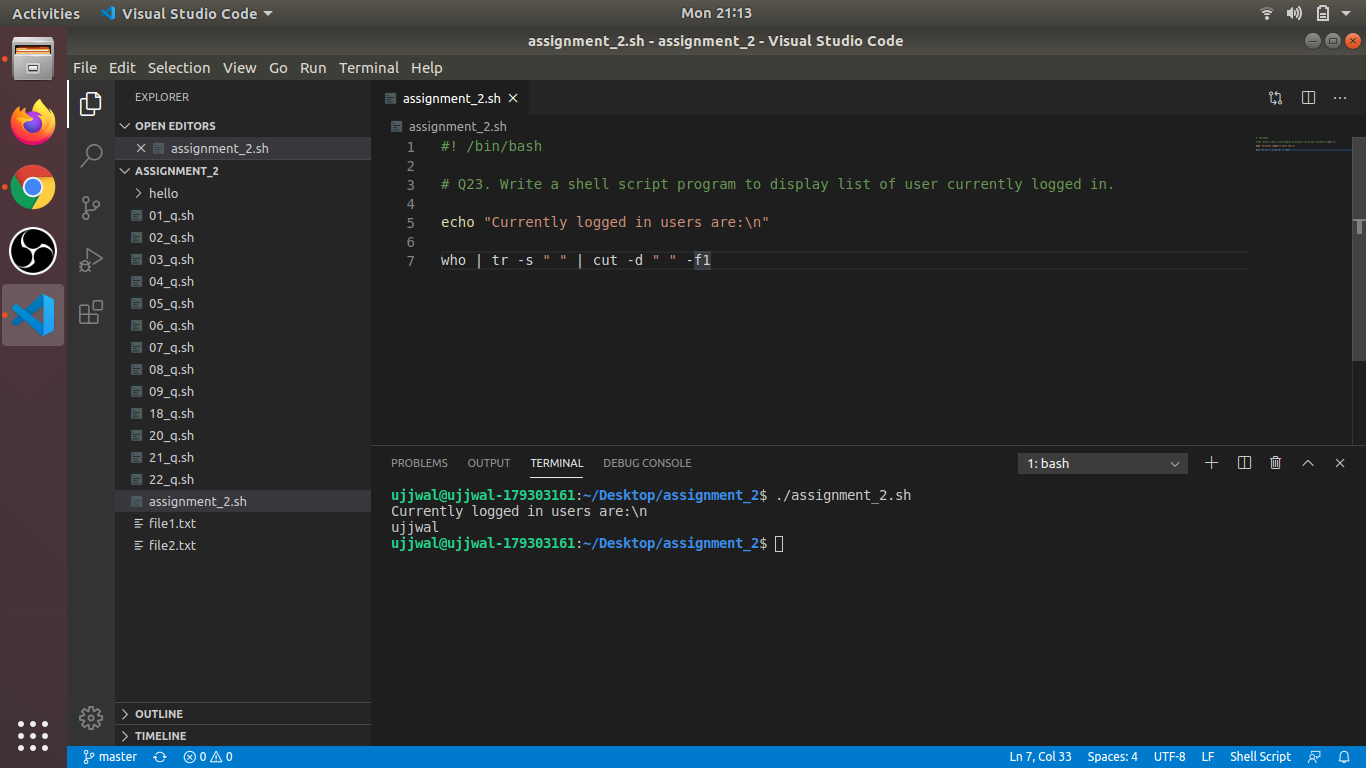 Activities
Visual Studio Code
Mon 21:13
assignment_2.sh - assignment_2 - Visual Studio Code
File Edit Selection View Go Run Terminal Help
EXPLORER
OPEN EDITORS
assignment_2.sh
ASSIGNMENT_2
hello
01_q.sh
02_q.sh
03_q.sh
04_q.sh
05_q.sh
06_q.sh
07_q.sh
08_q.sh
09_q.sh
18_q.sh
20_q.sh
21_q.sh
22_q.sh
assignment_2.sh
file1.txt
file2.txt
OUTLINE
TIMELINE
assignment_2.sh
assignment_2.sh
1 #! /bin/bash
2
3 # Q23. Write a shell script program to display list of user currently logged in.
4
5 echo "Currently logged in users are:\n"
6
7 who | tr -s " " | cut -d " " -f1
PROBLEMS OUTPUT TERMINAL DEBUG CONSOLE
1: bash
ujjwal@ujjwal-179303161:~/Desktop/assignment_2$ ./assignment_2.sh
Currently logged in users are:\n
ujjwal
ujjwal@ujjwal-179303161:~/Desktop/assignment_2$
master 0 0 Ln 7, Col 33 Spaces: 4 UTF-8 LF Shell Script